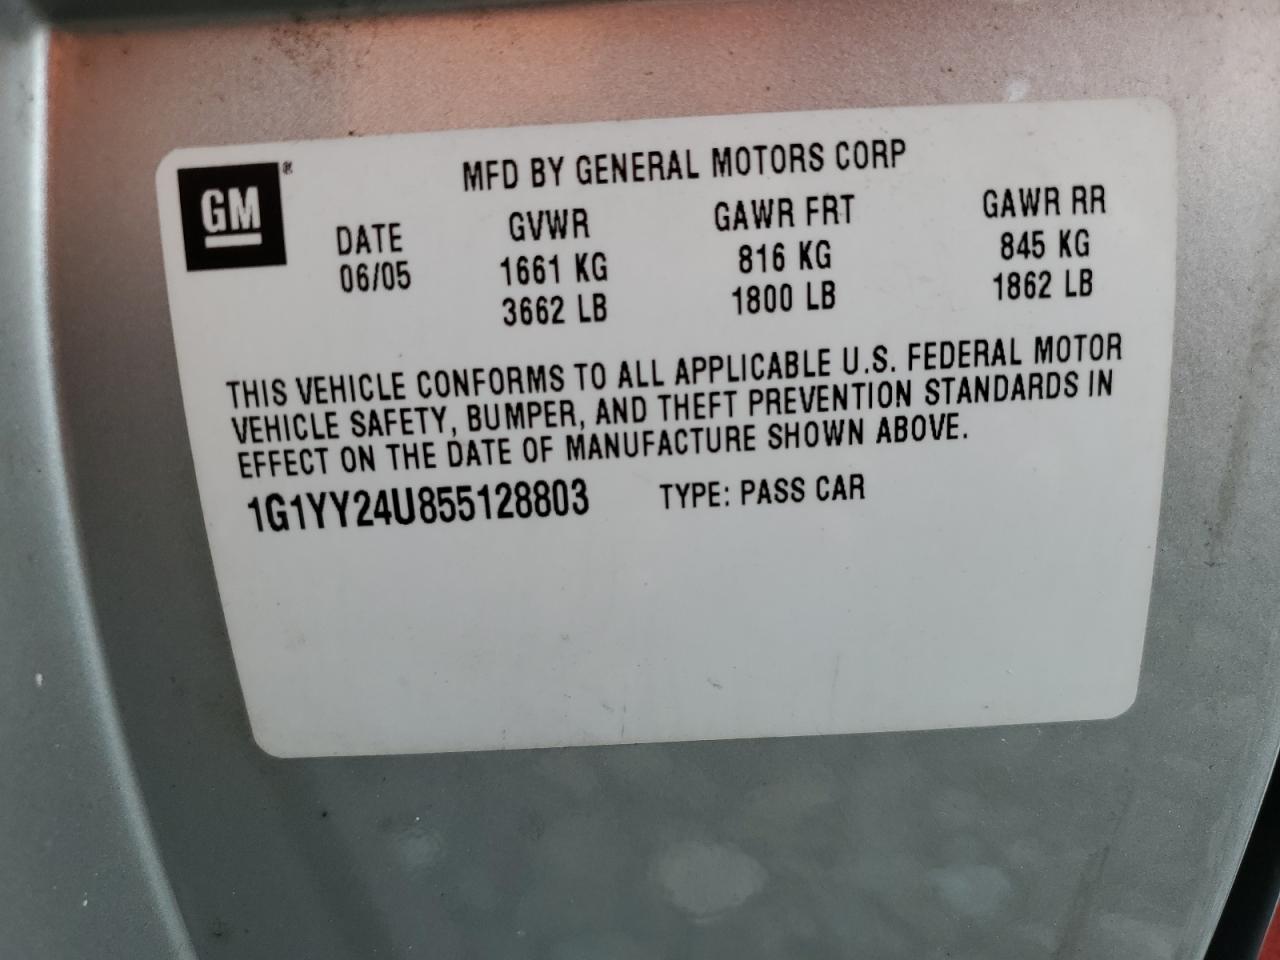 GM®
MFD BY GENERAL MOTORS CORP
DATE GVWR GAWR FRT GAWR RR
06/05 1661 KG 816 KG 845 KG
3662 LB 1800 LB 1862 LB
THIS VEHICLE CONFORMS TO ALL APPLICABLE U.S. FEDERAL MOTOR
VEHICLE SAFETY, BUMPER, AND THEFT PREVENTION STANDARDS IN
EFFECT ON THE DATE OF MANUFACTURE SHOWN ABOVE.
1G1YY24U855128803 TYPE: PASS CAR